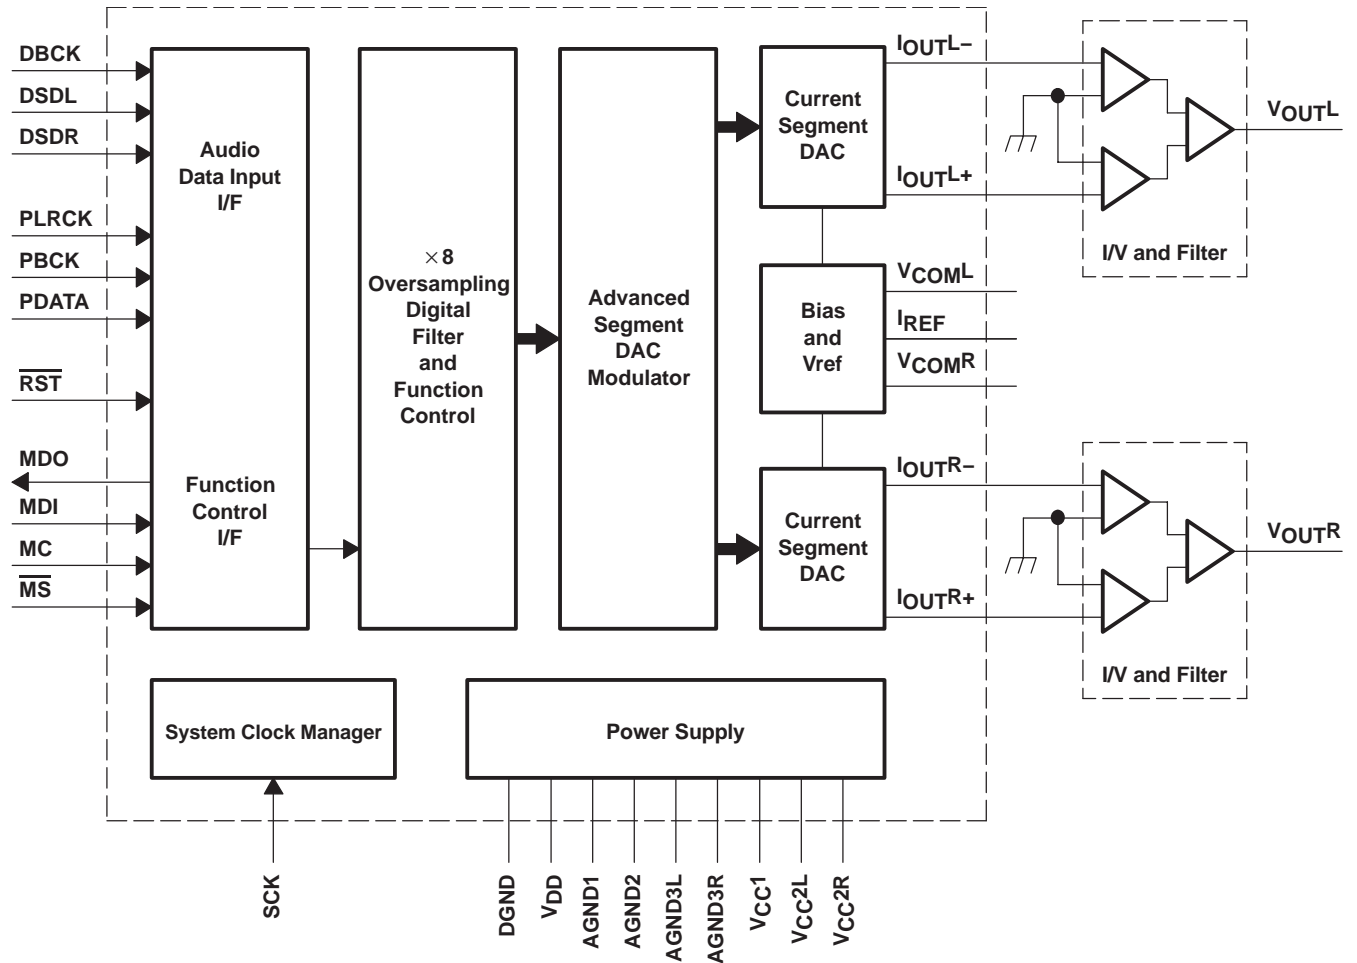 DBCK
DSDL
DSDR
PLRCK
PBCK
PDATA
RST
MDO
MDI
MC
MS
Audio
Data Input
I/F
Function
Control
I/F
×8
Oversampling
Digital
Filter
and
Function
Control
Advanced
Segment
DAC
Modulator
Current
Segment
DAC
Bias
and
Vref
Current
Segment
DAC
IOUTL–
IOUTL+
VCOML
IREF
VCOMR
IOUTR–
IOUTR+
I/V and Filter
VOUTL
I/V and Filter
VOUTR
System Clock Manager
Power Supply
SCK
DGND
VDD
AGND1
AGND2
AGND3L
AGND3R
VCC1
VCC2L
VCC2R